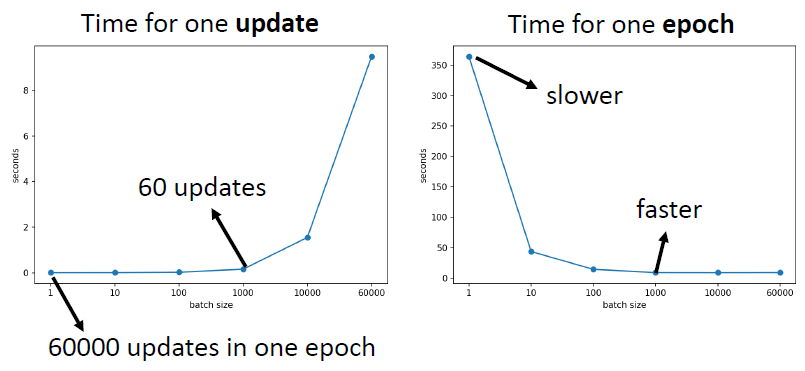 Time for one update
8
6
4
2
0
seconds
1
10
100
1000
10000
60000
batch size
60 updates
60000 updates in one epoch
Time for one epoch
350
300
250
200
150
100
50
0
seconds
1
10
100
1000
10000
60000
batch size
slower
faster